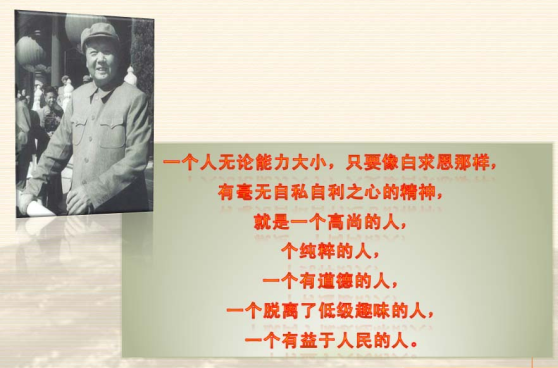 一个人无论能力大小，只要像白求恩那样，
有毫无自私自利之心的精神，
就是一个高尚的人，
个纯粹的人，
一个有道德的人，
一个脱离了低级趣味的人，
一个有益于人民的人。